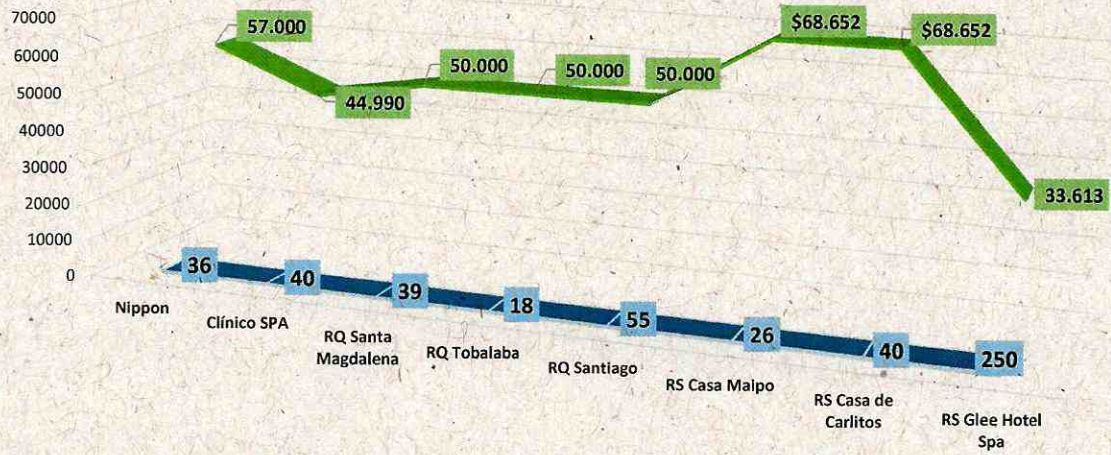 70000
60000
50000
40000
30000
20000
10000
0
57.000
44.990
50.000
50.000
50.000
$68.652
$68.652
33.613
36
40
39
18
55
26
40
250
Nippon
Clínico SPA
RQ Santa
Magdalena
RQ Tobalaba
RQ Santiago
RS Casa Maipo
RS Casa de
Carlitos
RS Glee Hotel
Spa